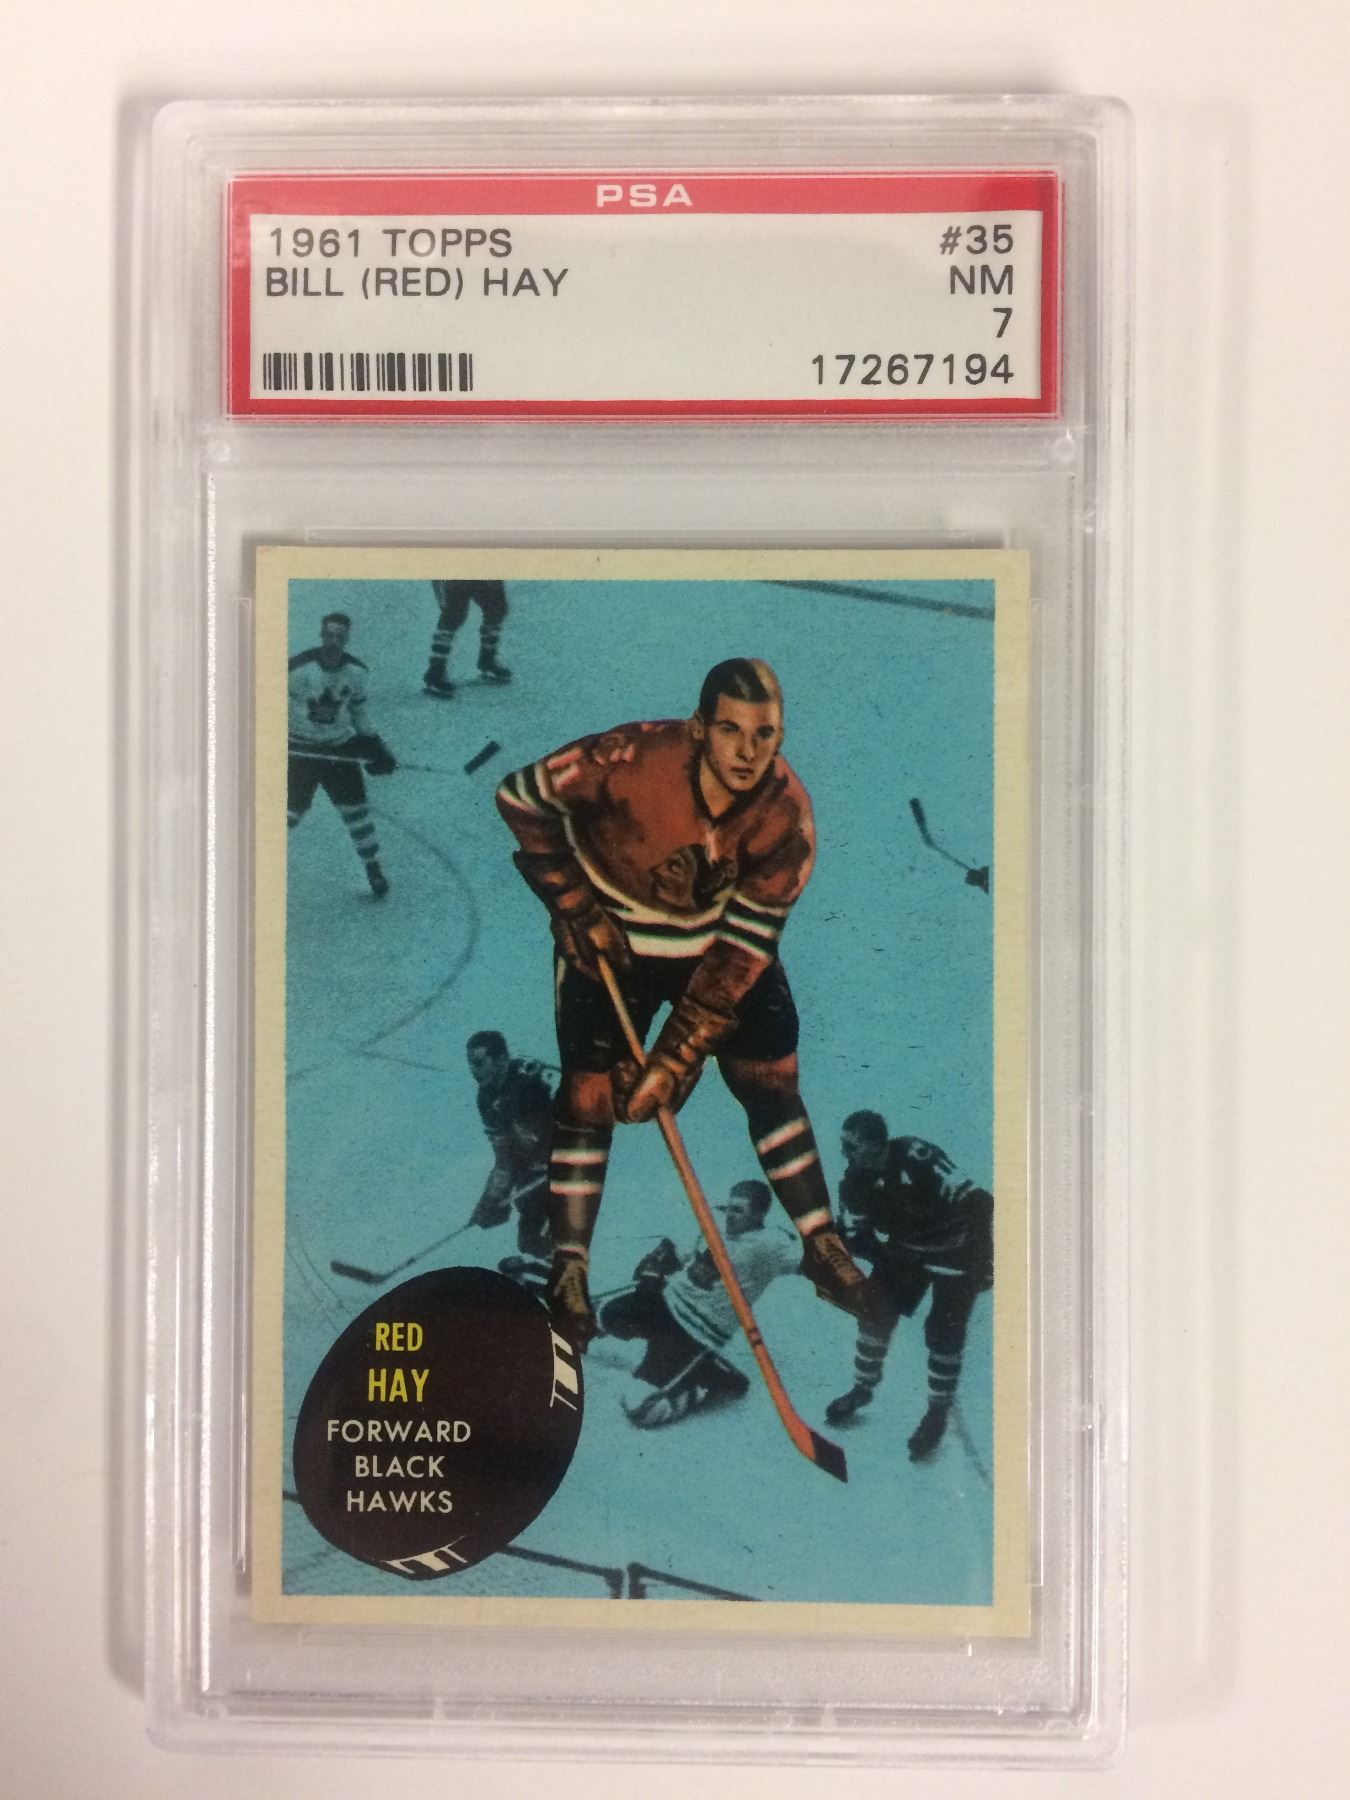 PSA
1961 TOPPS #35
BILL (RED) HAY NM
7
17267194
RED
HAY
FORWARD
BLACK
HAWKS